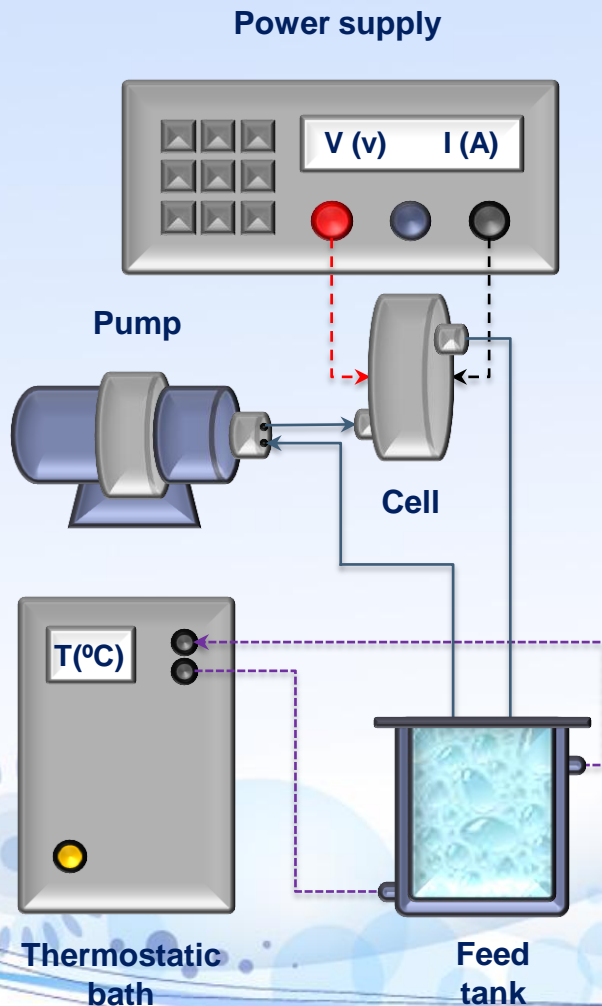 Power supply
V (v) I (A)
Pump
Cell
T(ºC)
Thermostatic
bath
Feed
tank